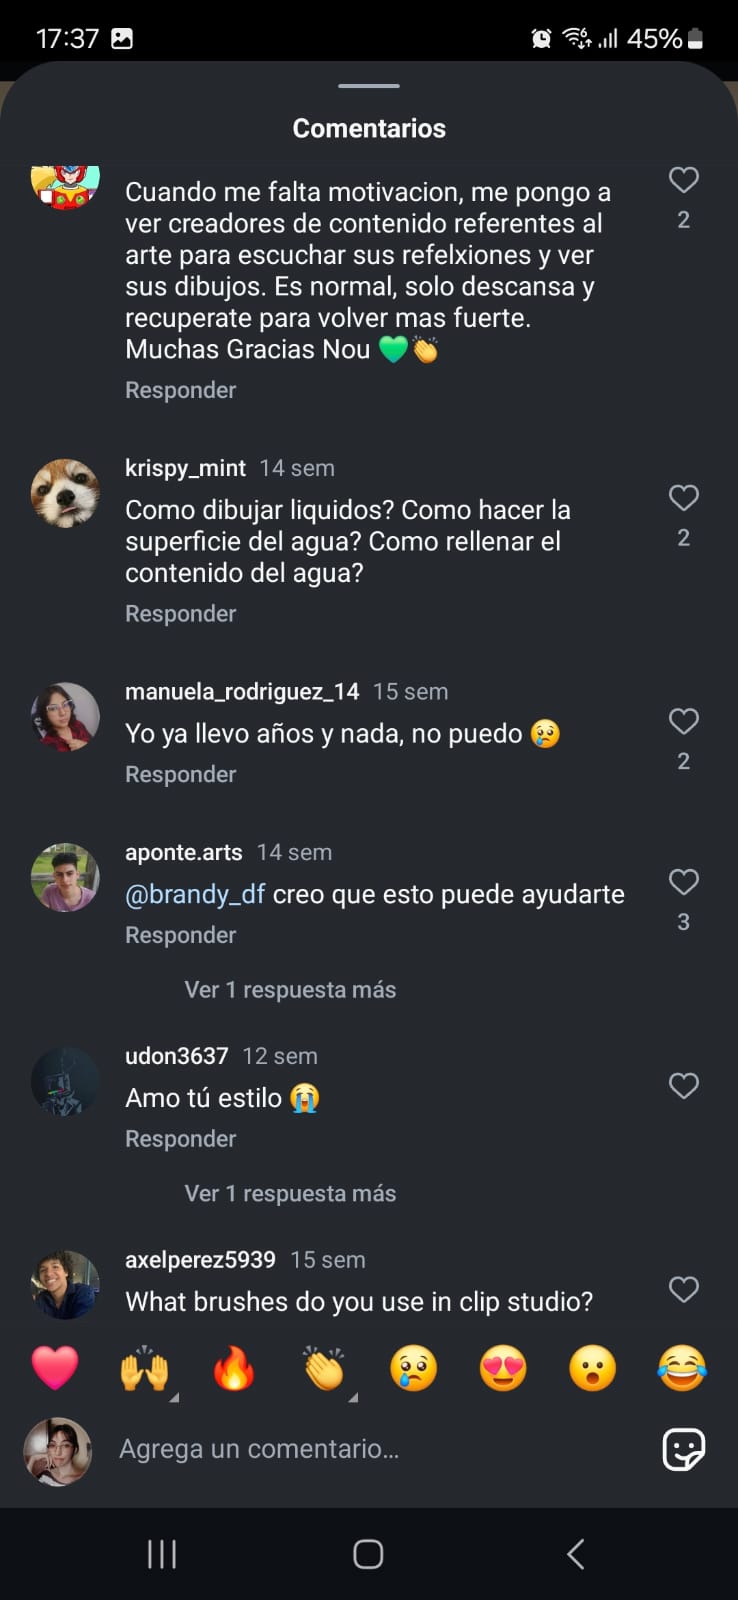 17:37
45%
Comentarios
Cuando me falta motivacion, me pongo a
ver creadores de contenido referentes al
arte para escuchar sus refelxiones y ver
sus dibujos. Es normal, solo descansa y
recuperate para volver mas fuerte.
Muchas Gracias Nou 💚👏
2
Responder
krispy_mint 14 sem
Como dibujar liquidos? Como hacer la
superficie del agua? Como rellenar el
contenido del agua?
2
Responder
manuela_rodriguez_14 15 sem
Yo ya llevo años y nada, no puedo 😢
2
Responder
aponte.arts 14 sem
@brandy_df creo que esto puede ayudarte
3
Responder
Ver 1 respuesta más
udon3637 12 sem
Amo tú estilo 😭
Responder
Ver 1 respuesta más
axelperez5939 15 sem
What brushes do you use in clip studio?
❤️ 🙌 🔥 👏 😢 😍 😮 😂
Agrega un comentario...